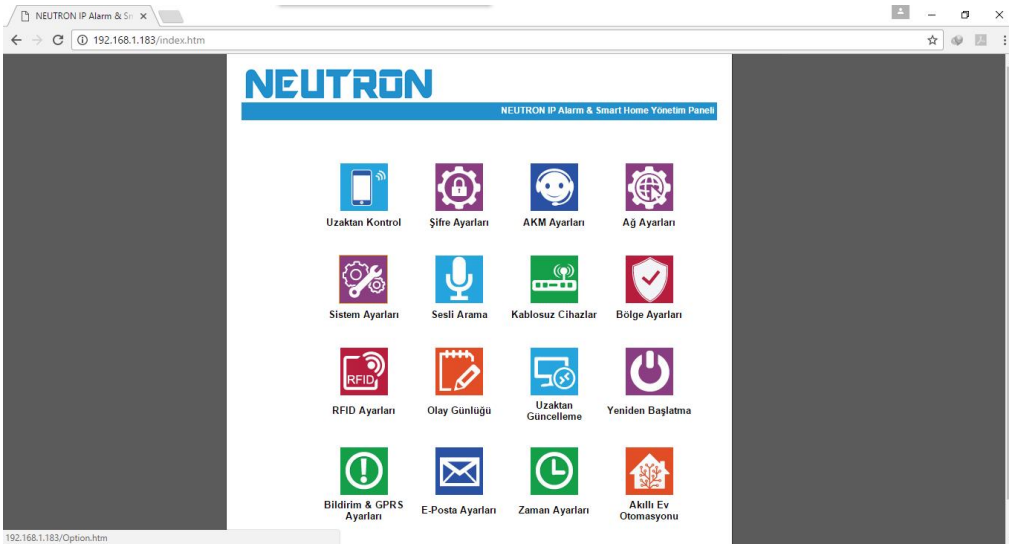 NEUTRON IP Alarm & Sm
192.168.1.183/index.htm
NEUTRON
NEUTRON IP Alarm & Smart Home Yönetim Paneli
Uzaktan Kontrol
Şifre Ayarları
AKM Ayarları
Ağ Ayarları
Sistem Ayarları
Sesli Arama
Kablosuz Cihazlar
Bölge Ayarları
RFID
RFID Ayarları
Olay Günlüğü
Uzaktan
Güncelleme
Yeniden Başlatma
Bildirim & GPRS
Ayarları
E-Posta Ayarları
Zaman Ayarları
Akıllı Ev
Otomasyonu
192.168.1.183/Option.htm